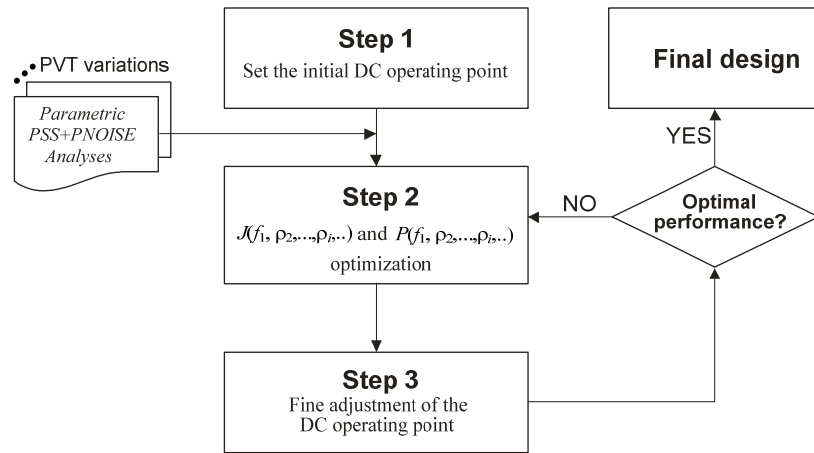 Step 1
Set the initial DC operating point
PVT variations
Parametric
PSS+PNOISE
Analyses
Step 2
J(f₁, ρ₂,...,ρᵢ,..) and P(f₁, ρ₂,...,ρᵢ,..)
optimization
Step 3
Fine adjustment of the
DC operating point
Optimal
performance?
NO
YES
Final design